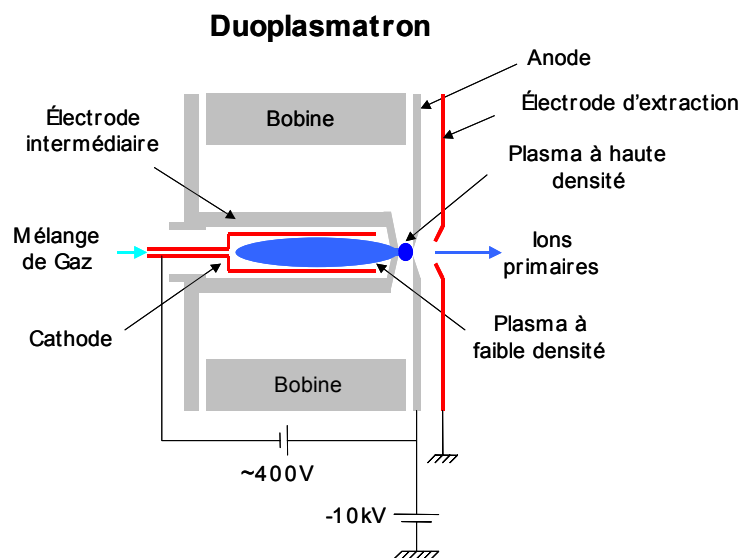 Duoplasmatron
Anode
Électrode d'extraction
Bobine
Électrode
intermédiaire
Plasma à haute
densité
Mélange
de Gaz
Ions
primaires
Cathode
Plasma à
faible densité
Bobine
~400V
-10kV